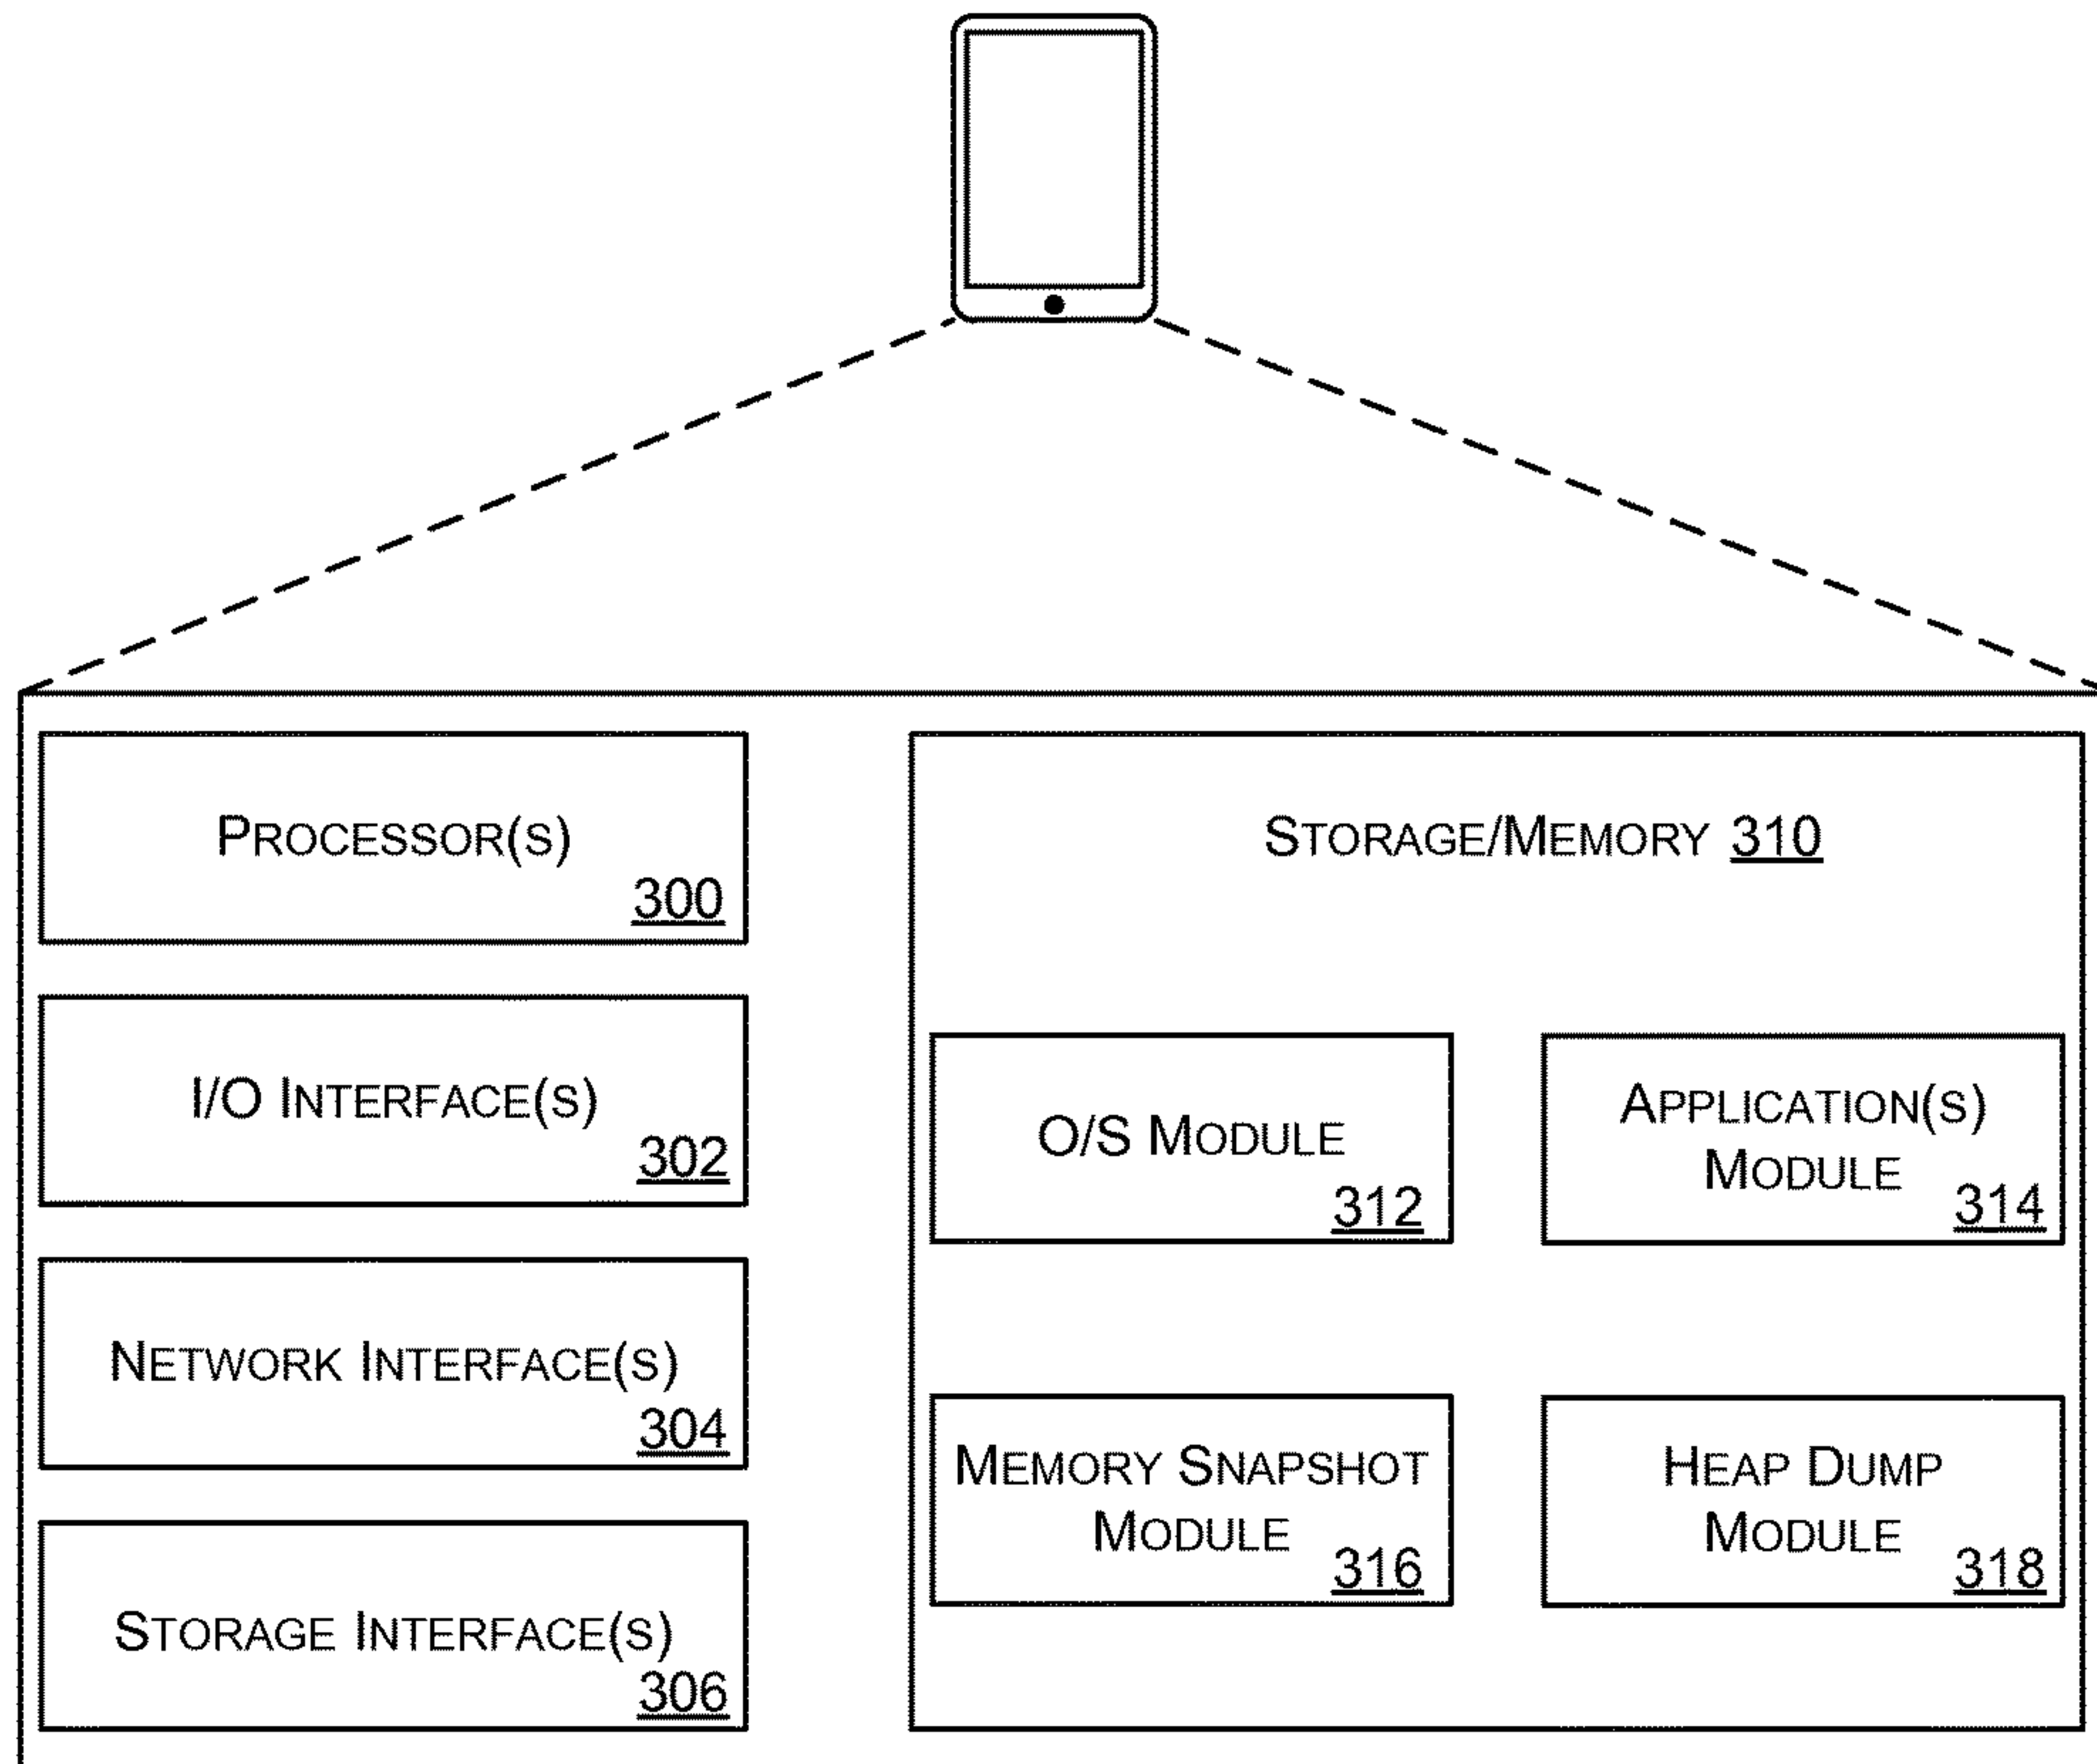 PROCESSOR(S)
300
I/O INTERFACE(S)
302
NETWORK INTERFACE(S)
304
STORAGE INTERFACE(S)
306
STORAGE/MEMORY 310
O/S MODULE
312
APPLICATION(S)
MODULE
314
MEMORY SNAPSHOT
MODULE
316
HEAP DUMP
MODULE
318